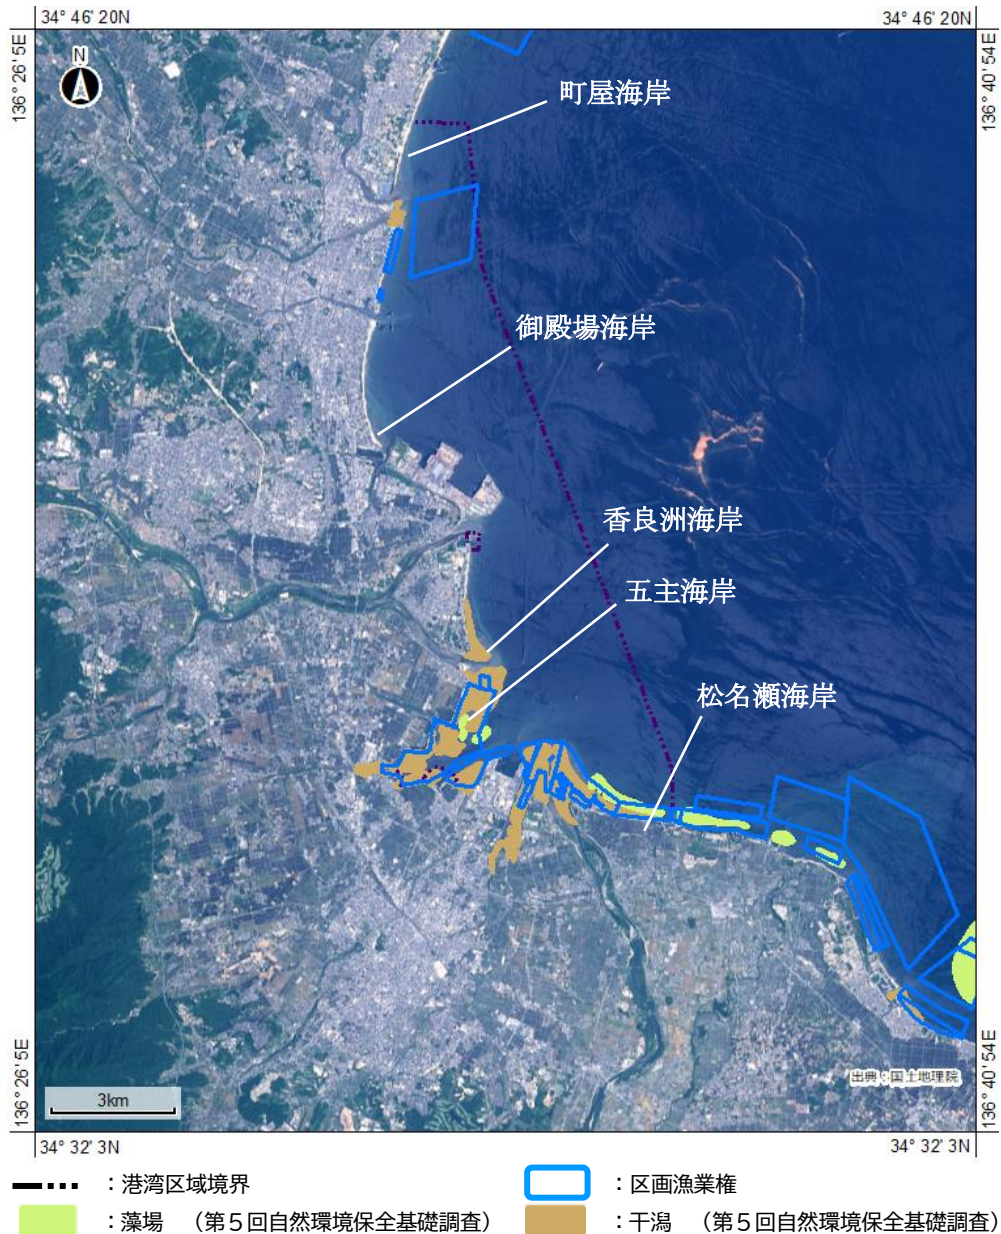 34° 46' 20N
34° 46' 20N
136° 26' 5E
136° 40' 54E
N
町屋海岸
御殿場海岸
香良洲海岸
五主海岸
松名瀬海岸
136° 26' 5E
136° 40' 54E
出典：国土地理院
3km
34° 32' 3N
34° 32' 3N
：港湾区域境界
：区画漁業権
：藻場　（第５回自然環境保全基礎調査）
：干潟　（第５回自然環境保全基礎調査）